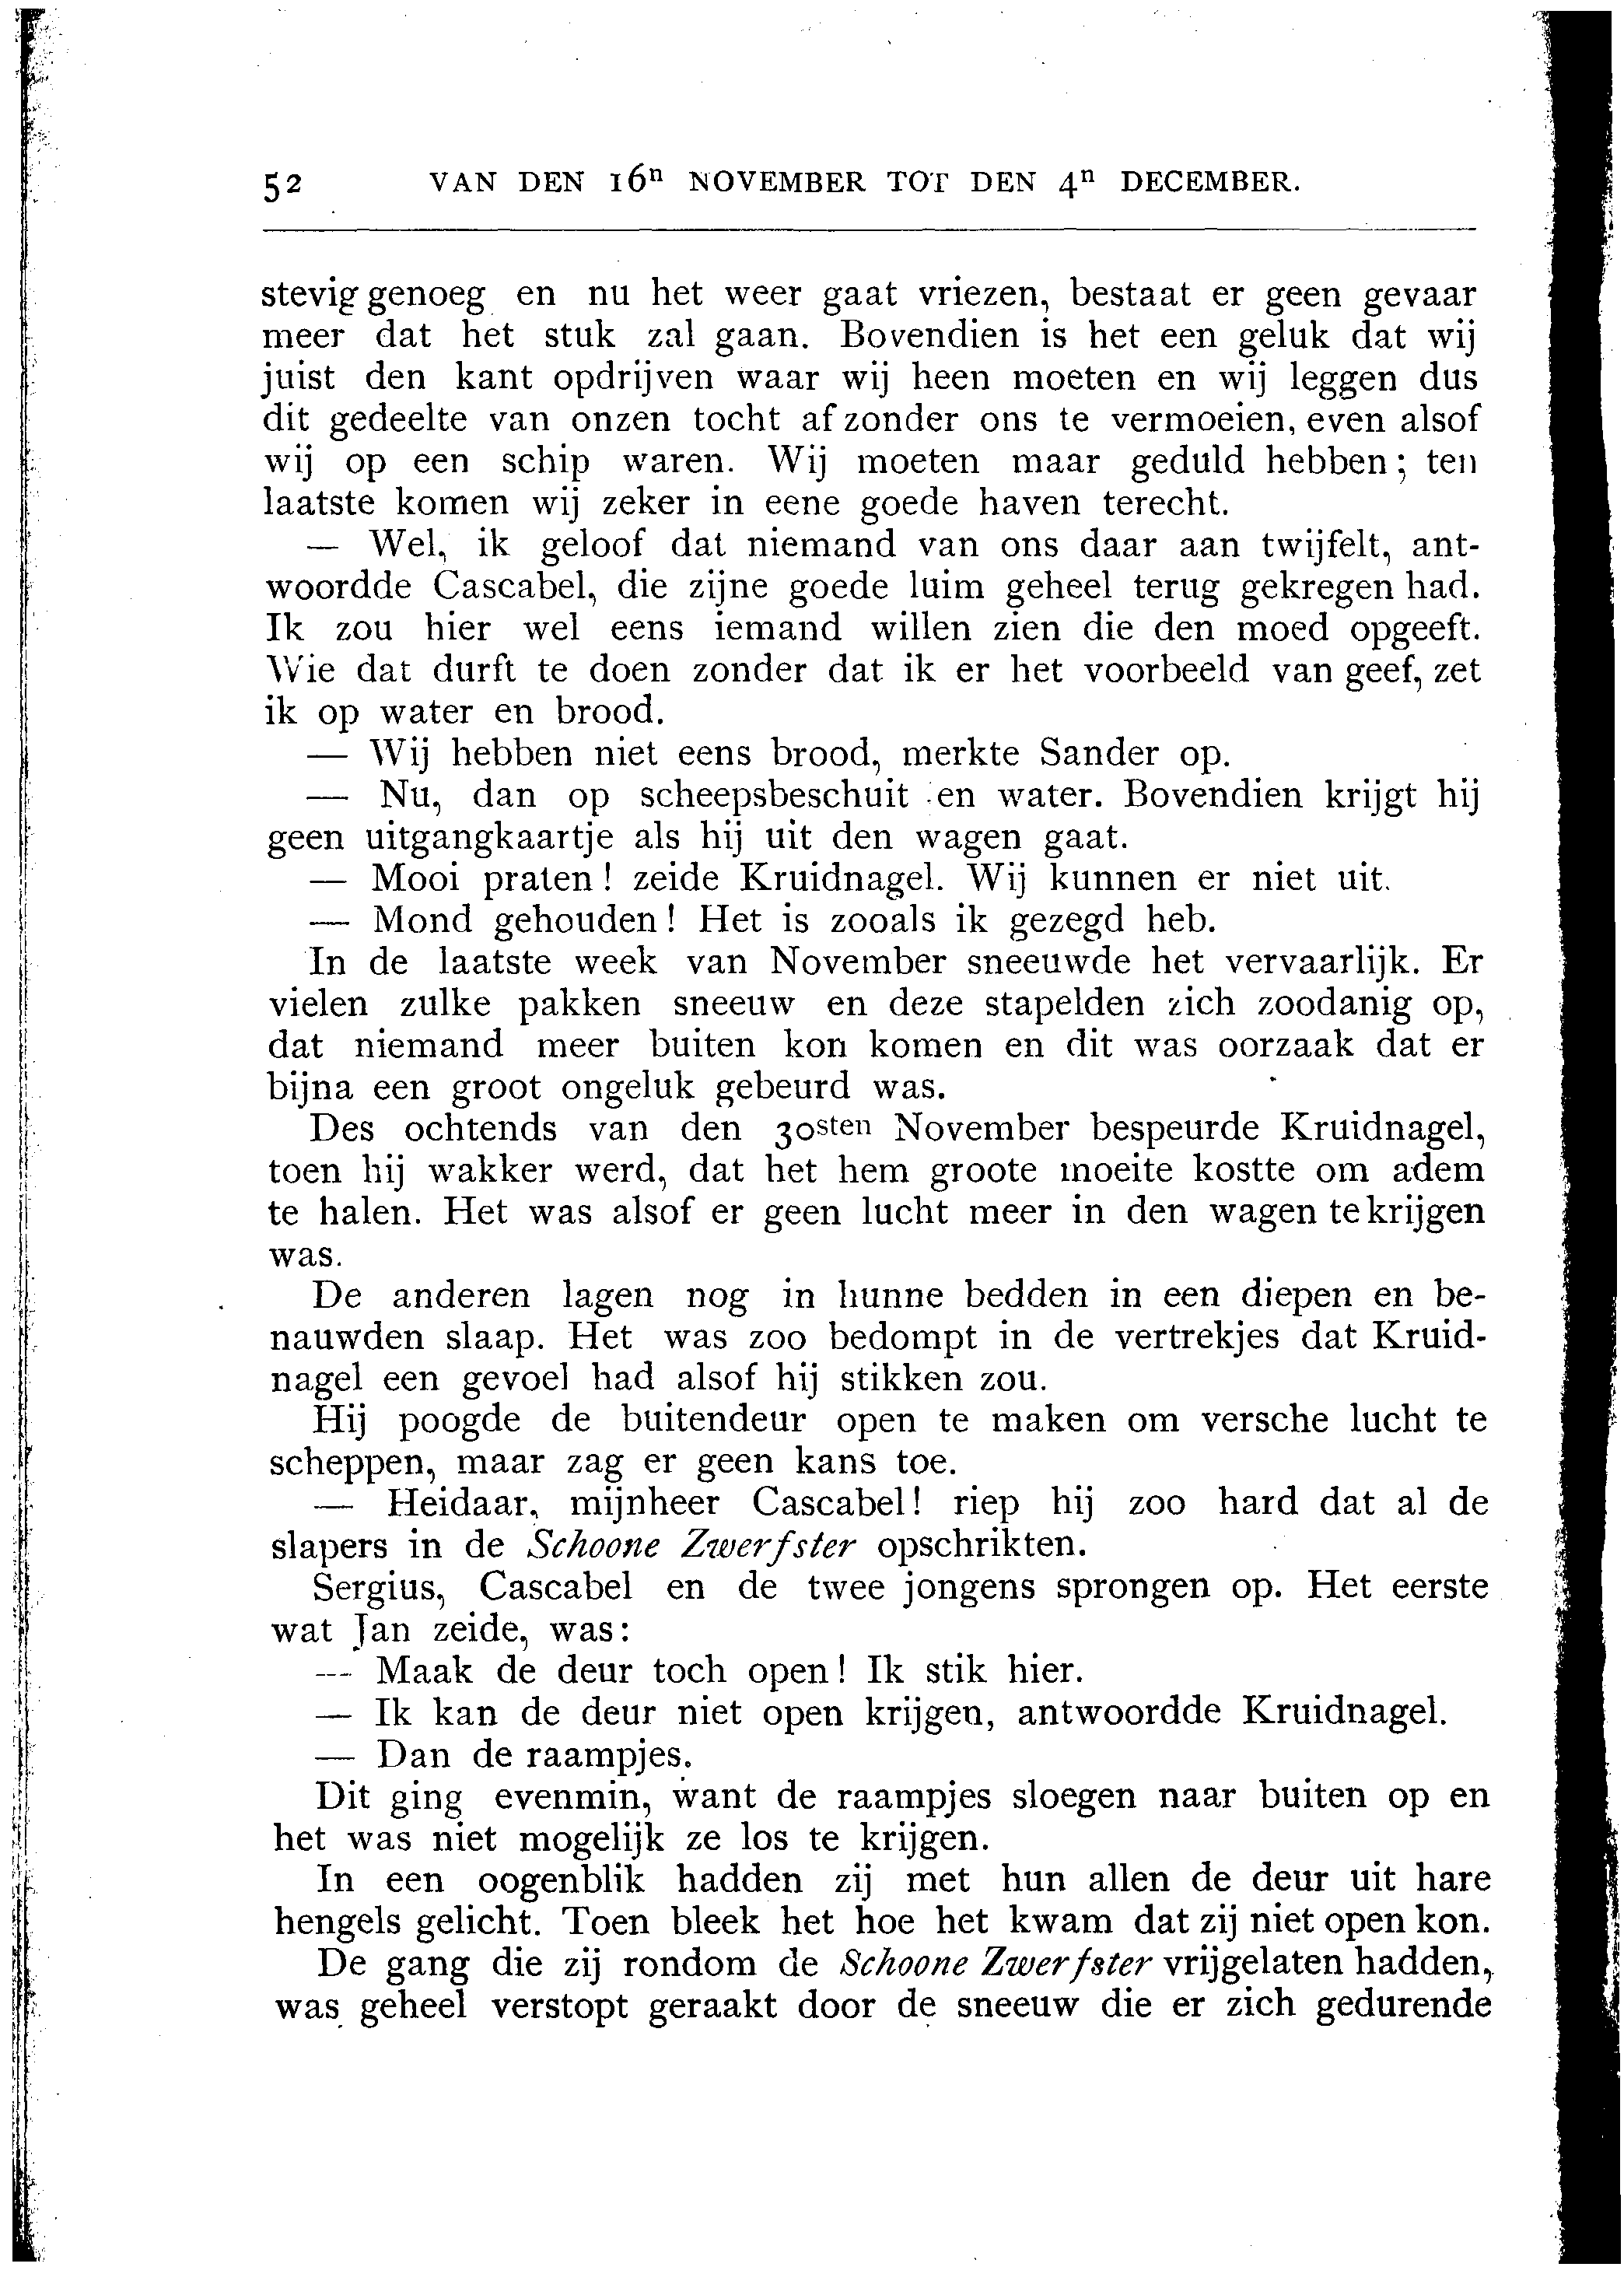 52 VAN DEN 16n NOVEMBER TOT DEN 4n DECEMBER.
stevig genoeg en nu het weer gaat vriezen, bestaat er geen gevaar
meer dat het stuk zal gaan. Bovendien is het een geluk dat wij
juist den kant opdrijven waar wij heen moeten en wij leggen dus
dit gedeelte van onzen tocht af zonder ons te vermoeien, even alsof
wij op een schip waren. Wij moeten maar geduld hebben; ten
laatste komen wij zeker in eene goede haven terecht.
— Wel, ik geloof dat niemand van ons daar aan twijfelt, ant-
woordde Cascabel, die zijne goede luim geheel terug gekregen had.
Ik zou hier wel eens iemand willen zien die den moed opgeeft.
Wie dat durft te doen zonder dat ik er het voorbeeld van geef, zet
ik op water en brood.
— Wij hebben niet eens brood, merkte Sander op.
— Nu, dan op scheepsbeschuit en water. Bovendien krijgt hij
geen uitgangkaartje als hij uit den wagen gaat.
— Mooi praten! zeide Kruidnagel. Wij kunnen er niet uit.
— Mond gehouden! Het is zooals ik gezegd heb.
In de laatste week van November sneeuwde het vervaarlijk. Er
vielen zulke pakken sneeuw en deze stapelden zich zoodanig op,
dat niemand meer buiten kon komen en dit was oorzaak dat er
bijna een groot ongeluk gebeurd was.
Des ochtends van den 30sten November bespeurde Kruidnagel,
toen hij wakker werd, dat het hem groote moeite kostte om adem
te halen. Het was alsof er geen lucht meer in den wagen te krijgen
was.
De anderen lagen nog in hunne bedden in een diepen en be-
nauwden slaap. Het was zoo bedompt in de vertrekjes dat Kruid-
nagel een gevoel had alsof hij stikken zou.
Hij poogde de buitendeur open te maken om versche lucht te
scheppen, maar zag er geen kans toe.
— Heidaar, mijnheer Cascabel! riep hij zoo hard dat al de
slapers in de Schoone Zwerfster opschrikten.
Sergius, Cascabel en de twee jongens sprongen op. Het eerste
wat Jan zeide, was:
— Maak de deur toch open! Ik stik hier.
— Ik kan de deur niet open krijgen, antwoordde Kruidnagel.
— Dan de raampjes.
Dit ging evenmin, want de raampjes sloegen naar buiten op en
het was niet mogelijk ze los te krijgen.
In een oogenblik hadden zij met hun allen de deur uit hare
hengels gelicht. Toen bleek het hoe het kwam dat zij niet open kon.
De gang die zij rondom de Schoone Zwerfster vrijgelaten hadden,
was geheel verstopt geraakt door de sneeuw die er zich gedurende